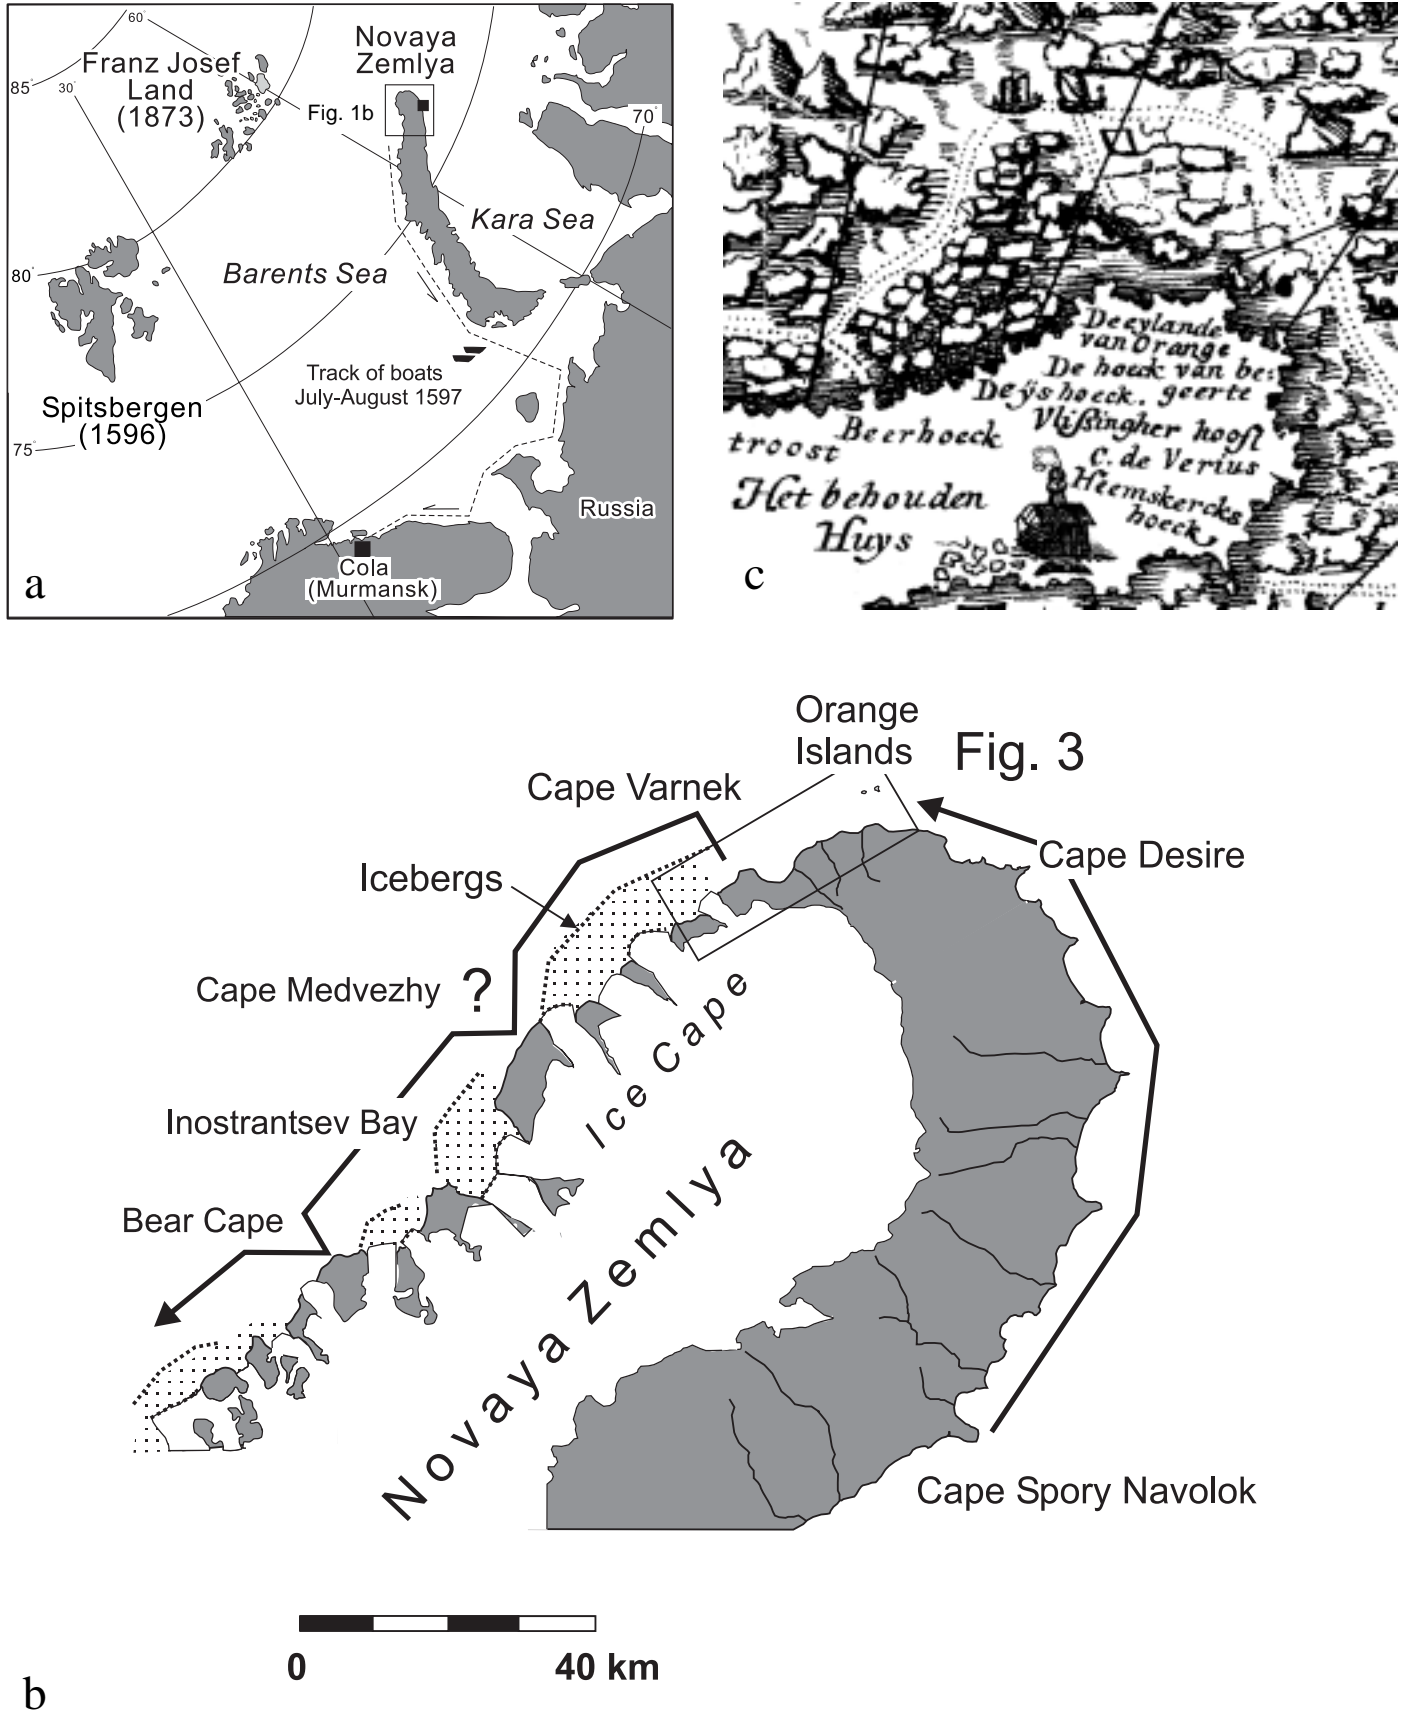 60°
Novaya
Zemlya
Franz Josef
Land
(1873)
85°
30°
Fig. 1b
70°
Kara Sea
Barents Sea
80°
Track of boats
July-August 1597
Spitsbergen
(1596)
75°
Russia
Cola
(Murmansk)
a
De eylande
van Orange
De hoeck van be:
De ÿs hoeck. geerte
Vlissingher hooft
Beerhoeck
troost
C. de Verius
Heemskercks
hoeck
Het behouden
Huys
c
Orange
Islands
Fig. 3
Cape Varnek
Cape Desire
Icebergs
Cape Medvezhy ?
Ice Cape
Inostrantsev Bay
Novaya Zemlya
Bear Cape
Cape Spory Navolok
0 40 km
b